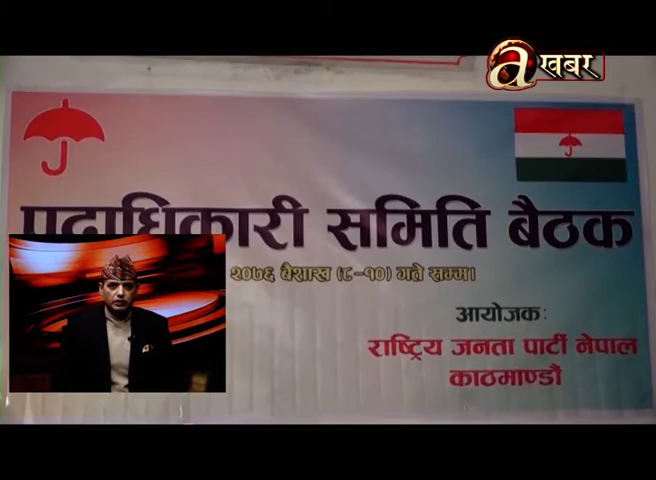 a खबर
पदाधिकारी समिति बैठक
२०७६ बैशाख (८-१०) गते सम्म।
आयोजक:
राष्ट्रिय जनता पार्टी नेपाल
काठमाण्डौ